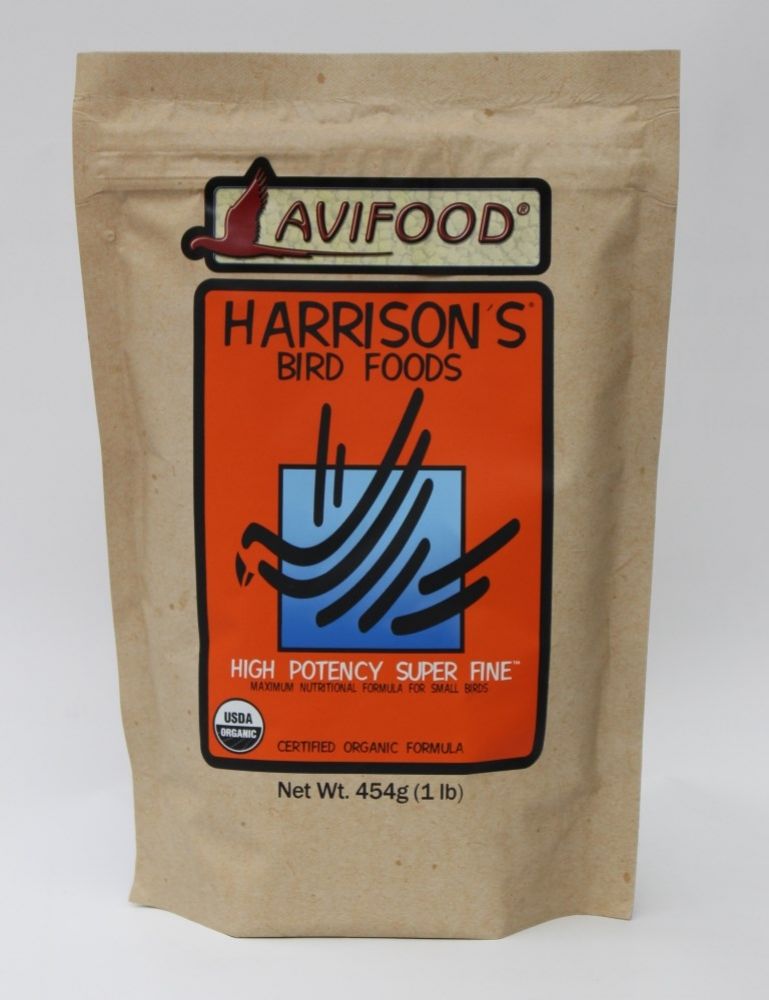 AVIFOOD®
HARRISON'S®
BIRD FOODS
HIGH POTENCY SUPER FINE™
MAXIMUM NUTRITIONAL FORMULA FOR SMALL BIRDS
USDA
ORGANIC
CERTIFIED ORGANIC FORMULA
Net Wt. 454g (1 lb)